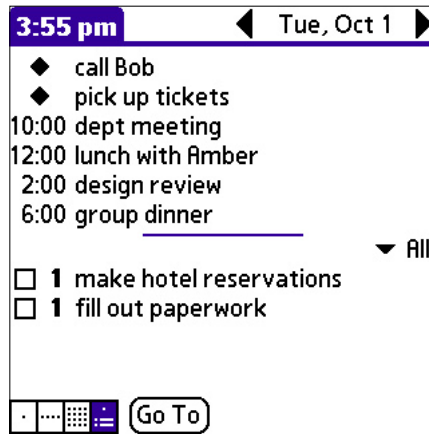 3:55 pm Tue, Oct 1
call Bob
pick up tickets
10:00 dept meeting
12:00 lunch with Amber
2:00 design review
6:00 group dinner
All
1 make hotel reservations
1 fill out paperwork
Go To